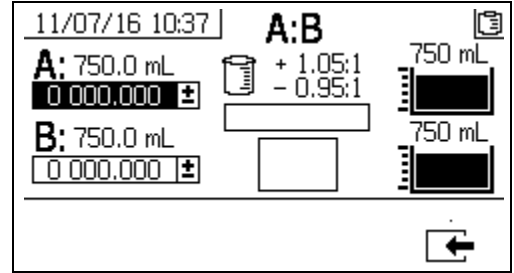 11/07/16 10:37
A:B
A: 750.0 mL
0 000.000 ±
+ 1.05:1
- 0.95:1
750 mL
B: 750.0 mL
0 000.000 ±
750 mL